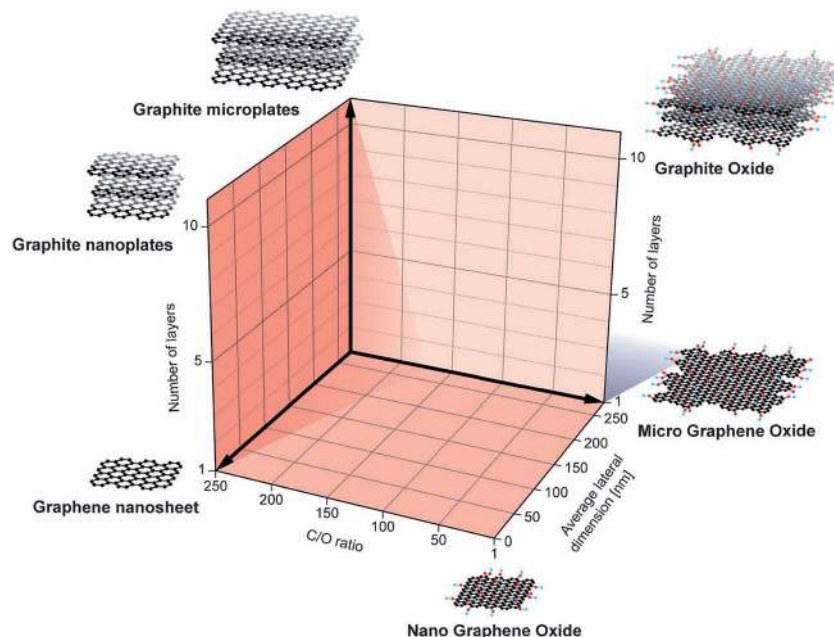 Graphite microplates
Graphite Oxide
Graphite nanoplates
Micro Graphene Oxide
Graphene nanosheet
Nano Graphene Oxide
Number of layers
10
5
1
Number of layers
10
5
1
C/O ratio
250
200
150
100
50
1
Average lateral
dimension [nm]
0
50
100
150
200
250